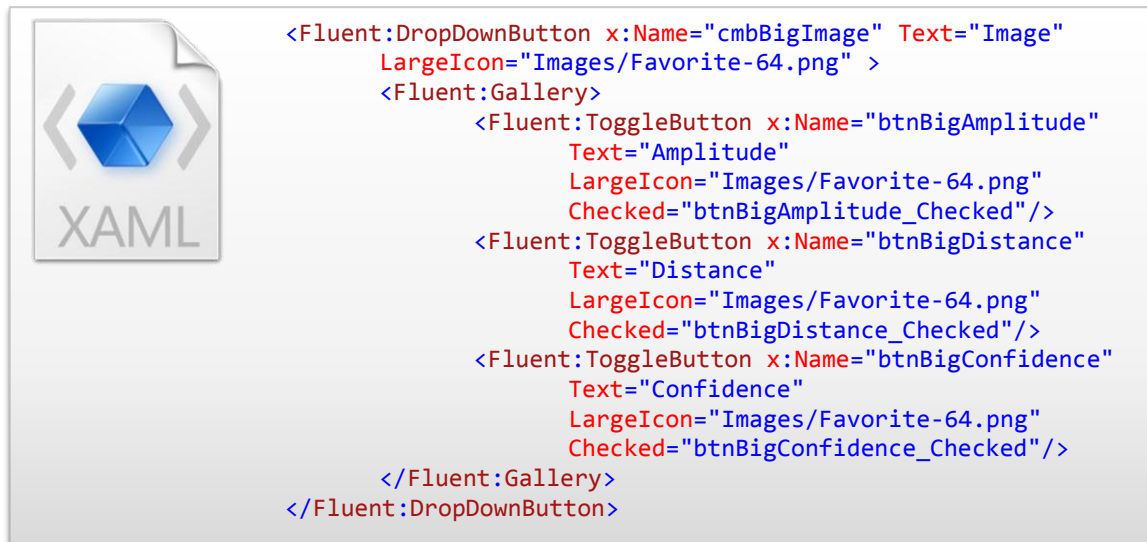 <Fluent:DropDownButton x:Name="cmbBigImage" Text="Image"
LargeIcon="Images/Favorite-64.png" >
<Fluent:Gallery>
<Fluent:ToggleButton x:Name="btnBigAmplitude"
Text="Amplitude"
LargeIcon="Images/Favorite-64.png"
Checked="btnBigAmplitude_Checked"/>
<Fluent:ToggleButton x:Name="btnBigDistance"
Text="Distance"
LargeIcon="Images/Favorite-64.png"
Checked="btnBigDistance_Checked"/>
<Fluent:ToggleButton x:Name="btnBigConfidence"
Text="Confidence"
LargeIcon="Images/Favorite-64.png"
Checked="btnBigConfidence_Checked"/>
</Fluent:Gallery>
</Fluent:DropDownButton>
XAML